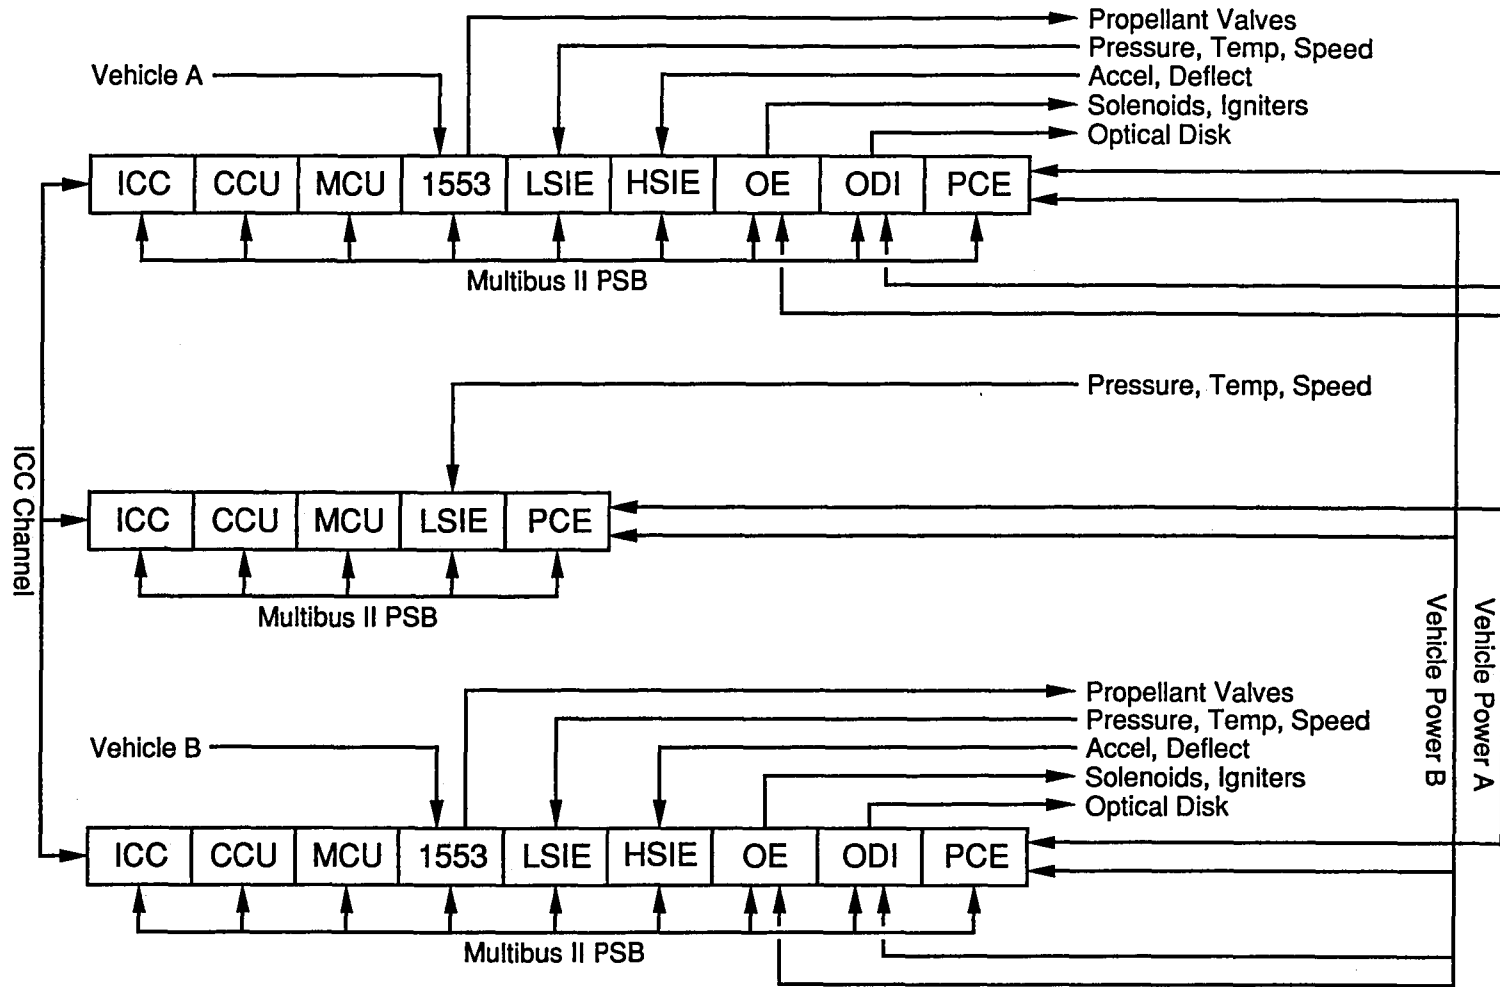 Propellant Valves
Pressure, Temp, Speed
Vehicle A
Accel, Deflect
Solenoids, Igniters
Optical Disk
ICC CCU MCU 1553 LSIE HSIE OE ODI PCE
Multibus II PSB
Pressure, Temp, Speed
ICC Channel
ICC CCU MCU LSIE PCE
Multibus II PSB
Vehicle Power B
Vehicle Power A
Propellant Valves
Pressure, Temp, Speed
Vehicle B
Accel, Deflect
Solenoids, Igniters
Optical Disk
ICC CCU MCU 1553 LSIE HSIE OE ODI PCE
Multibus II PSB